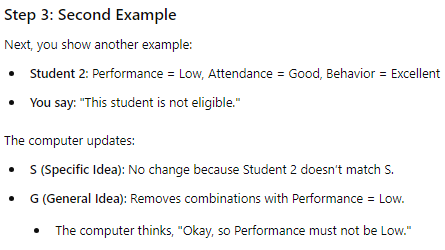 Step 3: Second Example
Next, you show another example:
• Student 2: Performance = Low, Attendance = Good, Behavior = Excellent
• You say: "This student is not eligible."
The computer updates:
• S (Specific Idea): No change because Student 2 doesn't match S.
• G (General Idea): Removes combinations with Performance = Low.
• The computer thinks, "Okay, so Performance must not be Low."